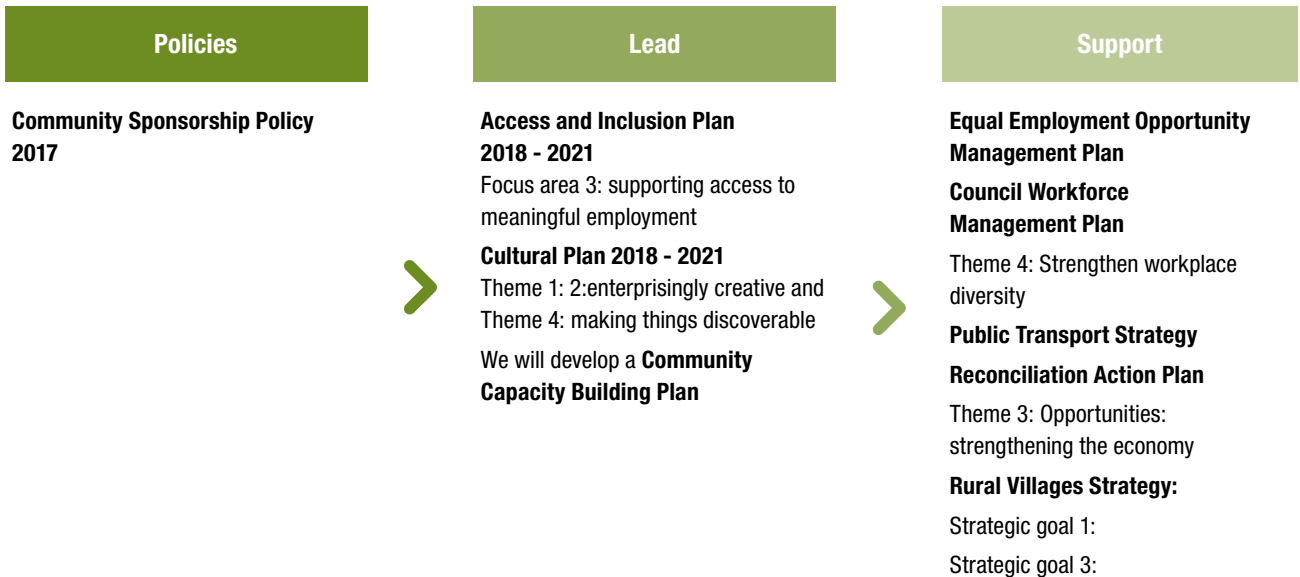 Policies
Community Sponsorship Policy
2017
Lead
Access and Inclusion Plan
2018 - 2021
Focus area 3: supporting access to
meaningful employment
Cultural Plan 2018 - 2021
Theme 1: 2:enterprisingly creative and
Theme 4: making things discoverable
We will develop a Community
Capacity Building Plan
Support
Equal Employment Opportunity
Management Plan
Council Workforce
Management Plan
Theme 4: Strengthen workplace
diversity
Public Transport Strategy
Reconciliation Action Plan
Theme 3: Opportunities:
strengthening the economy
Rural Villages Strategy:
Strategic goal 1:
Strategic goal 3: